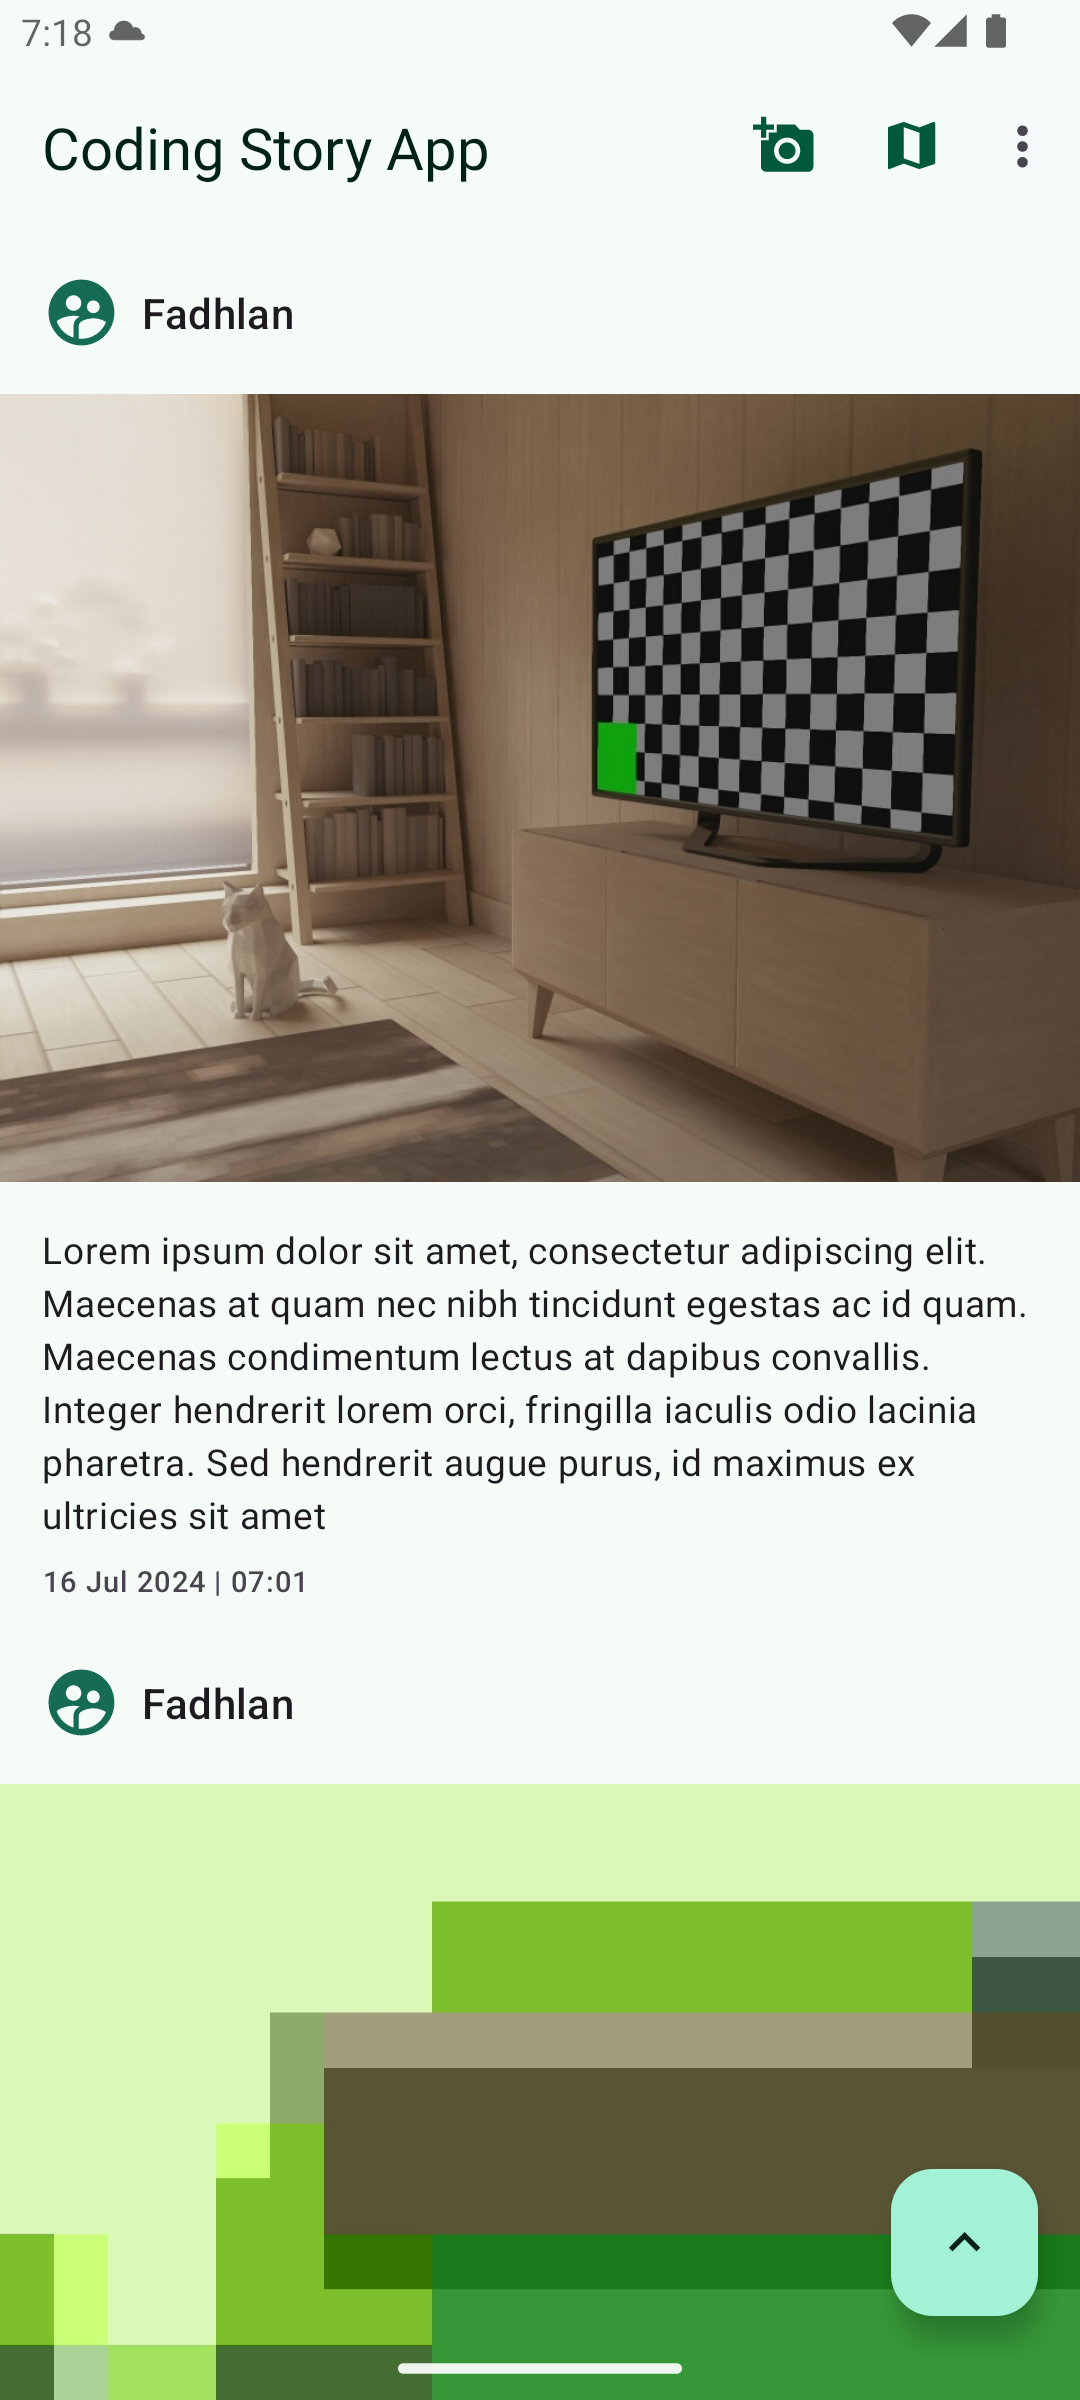 7:18
Coding Story App
Fadhlan
Lorem ipsum dolor sit amet, consectetur adipiscing elit.
Maecenas at quam nec nibh tincidunt egestas ac id quam.
Maecenas condimentum lectus at dapibus convallis.
Integer hendrerit lorem orci, fringilla iaculis odio lacinia
pharetra. Sed hendrerit augue purus, id maximus ex
ultricies sit amet
16 Jul 2024 | 07:01
Fadhlan